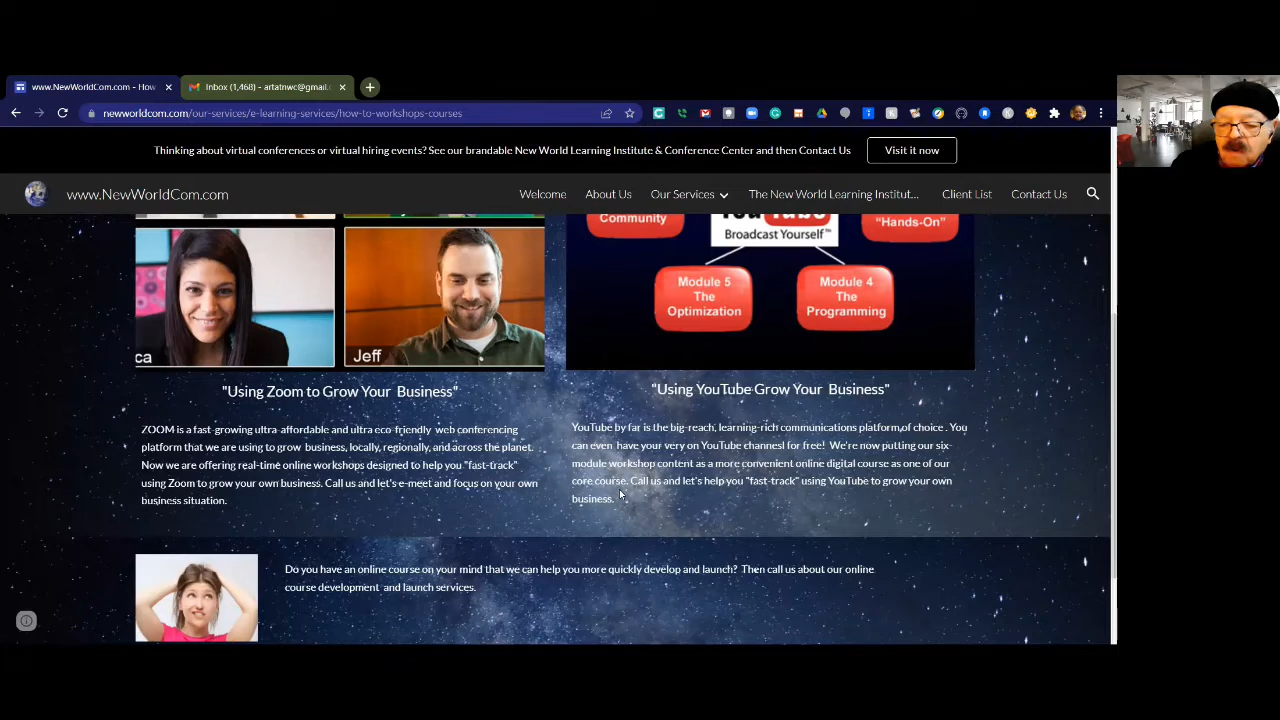 www.NewWorldCom.com - How
Inbox (1,468) - artatnwc@gmail.
newworldcom.com/our-services/e-learning-services/how-to-workshops-courses
Thinking about virtual conferences or virtual hiring events? See our brandable New World Learning Institute & Conference Center and then Contact Us
Visit it now
www.NewWorldCom.com
Welcome
About Us
Our Services
The New World Learning Institut...
Client List
Contact Us
Community
Broadcast Yourself™
"Hands-On"
Module 5
The
Optimization
Module 4
The
Programming
ca
Jeff
"Using Zoom to Grow Your Business"
ZOOM is a fast-growing ultra-affordable and ultra eco-friendly web conferencing
platform that we are using to grow business, locally, regionally, and across the planet.
Now we are offering real-time online workshops designed to help you "fast-track"
using Zoom to grow your own business. Call us and let's e-meet and focus on your own
business situation.
"Using YouTube Grow Your Business"
YouTube by far is the big-reach, learning-rich communications platform of choice . You
can even have your very on YouTube channesl for free! We're now putting our six-
module workshop content as a more convenient online digital course as one of our
core course. Call us and let's help you "fast-track" using YouTube to grow your own
business.
Do you have an online course on your mind that we can help you more quickly develop and launch? Then call us about our online
course development and launch services.